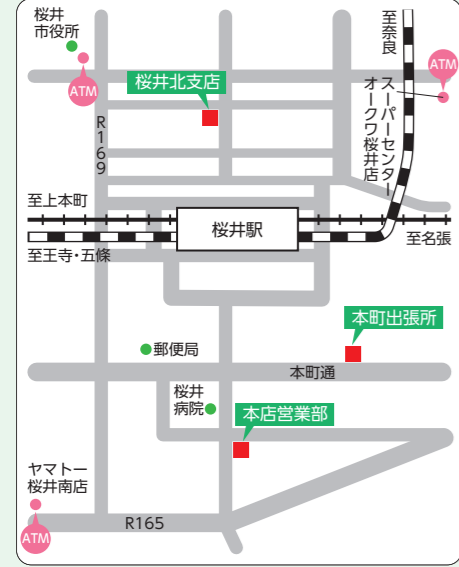 桜井
市役所
ATM
桜井北支店
至奈良
ATM
スーパーセンター
オークワ桜井店
R169
至上本町
桜井駅
至名張
至王寺・五條
本町出張所
郵便局
本町通
桜井
病院
本店営業部
ヤマトー
桜井南店
ATM
R165